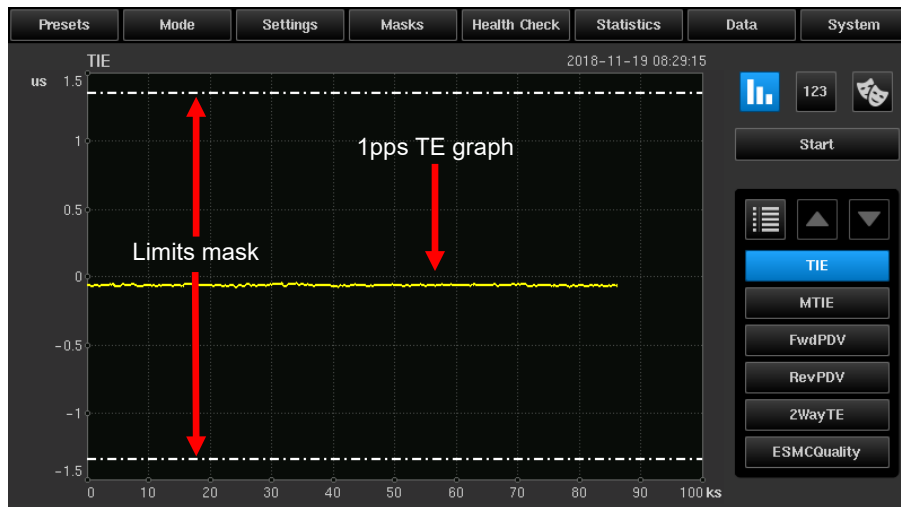 Presets Mode Settings Masks Health Check Statistics Data System
TIE 2018-11-19 08:29:15
us 1.5
123
1
1pps TE graph
Start
0.5
Limits mask
TIE
0
MTIE
FwdPDV
-0.5
RevPDV
-1
2WayTE
ESMCQuality
-1.5
0 10 20 30 40 50 60 70 80 90 100 ks